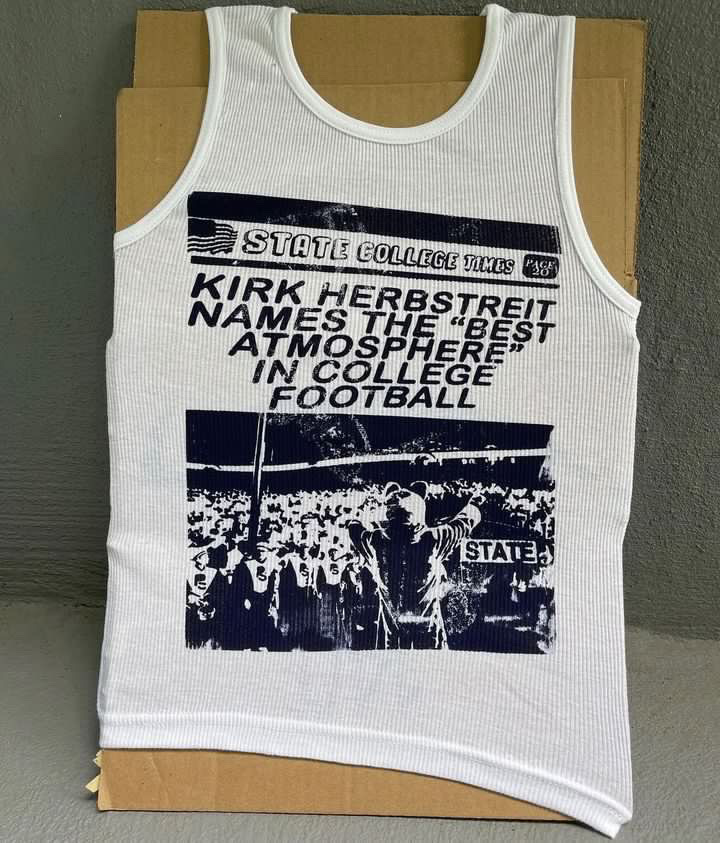 STATE COLLEGE TIMES
PAGE
20
KIRK HERBSTREIT
NAMES THE “BEST
ATMOSPHERE”
IN COLLEGE
FOOTBALL
STATE